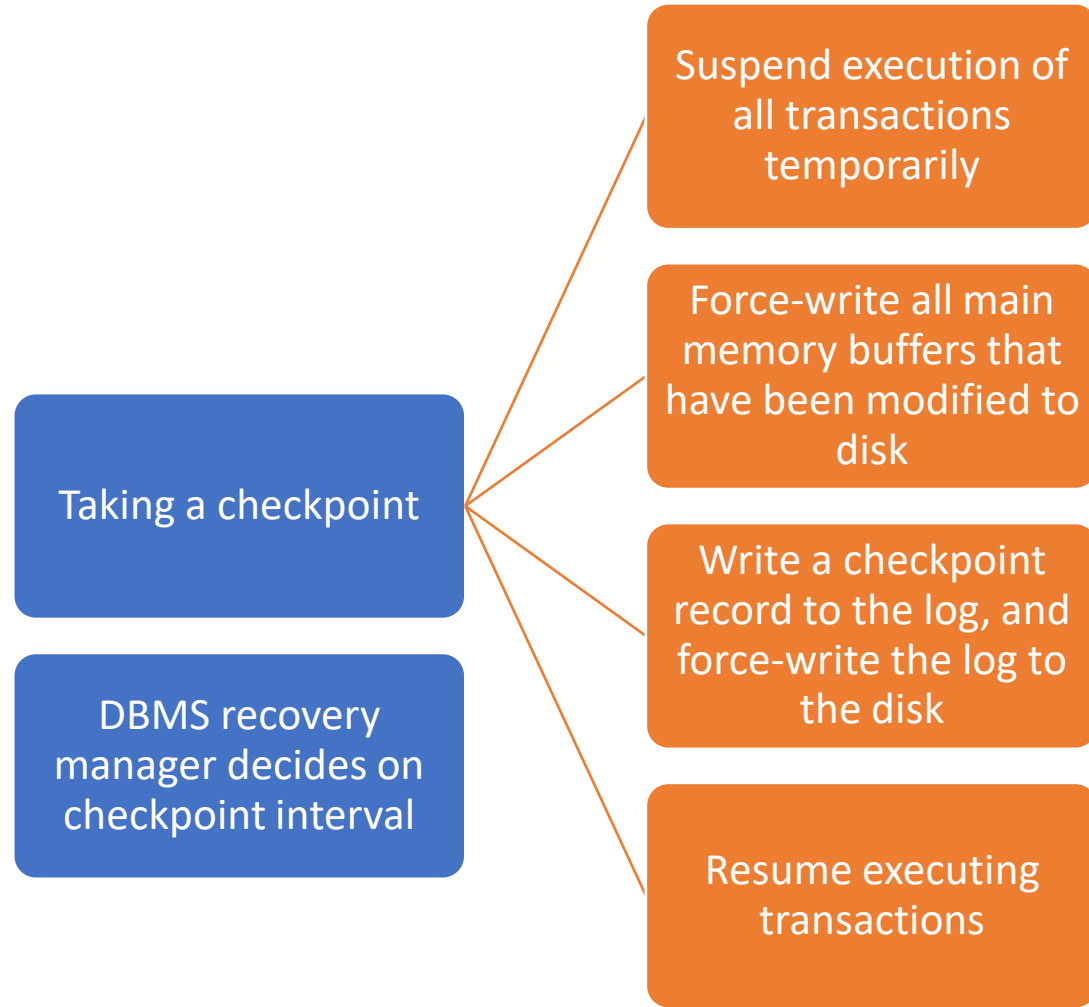 Taking a checkpoint
Suspend execution of
all transactions
temporarily
Force-write all main
memory buffers that
have been modified to
disk
Write a checkpoint
record to the log, and
force-write the log to
the disk
Resume executing
transactions
DBMS recovery
manager decides on
checkpoint interval